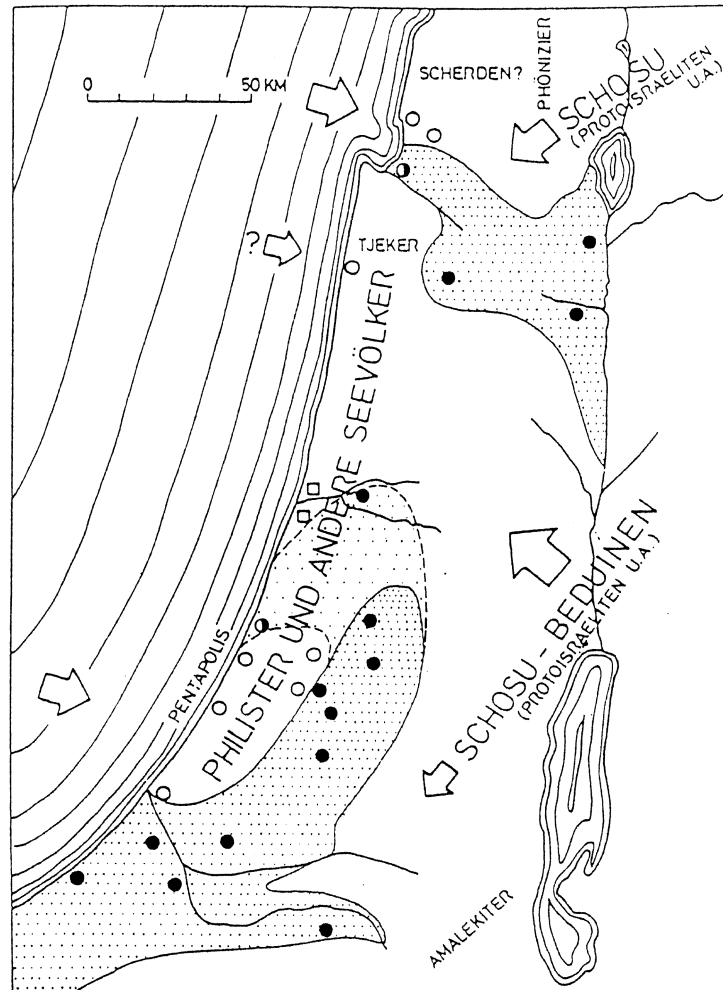 0 50 KM
SCHERDEN?
PHÖNIZIER
SCHOSU
(PROTOISRAELITEN
U.A.)
?
TJEKER
PHILISTER UND ANDERE SEEVÖLKER
PENTAPOLIS
SCHOSU - BEDUINEN
(PROTOISRAELITEN U.A.)
AMALEKITER